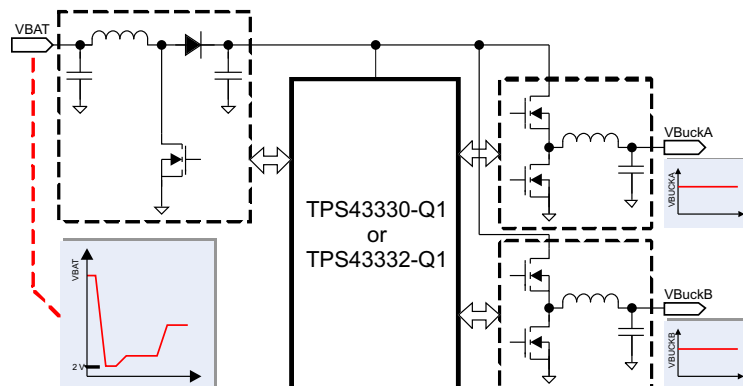 VBAT
VBuckA
VBUCKA
TPS43330-Q1
or
TPS43332-Q1
VBAT
2 V
VBuckB
VBUCKB